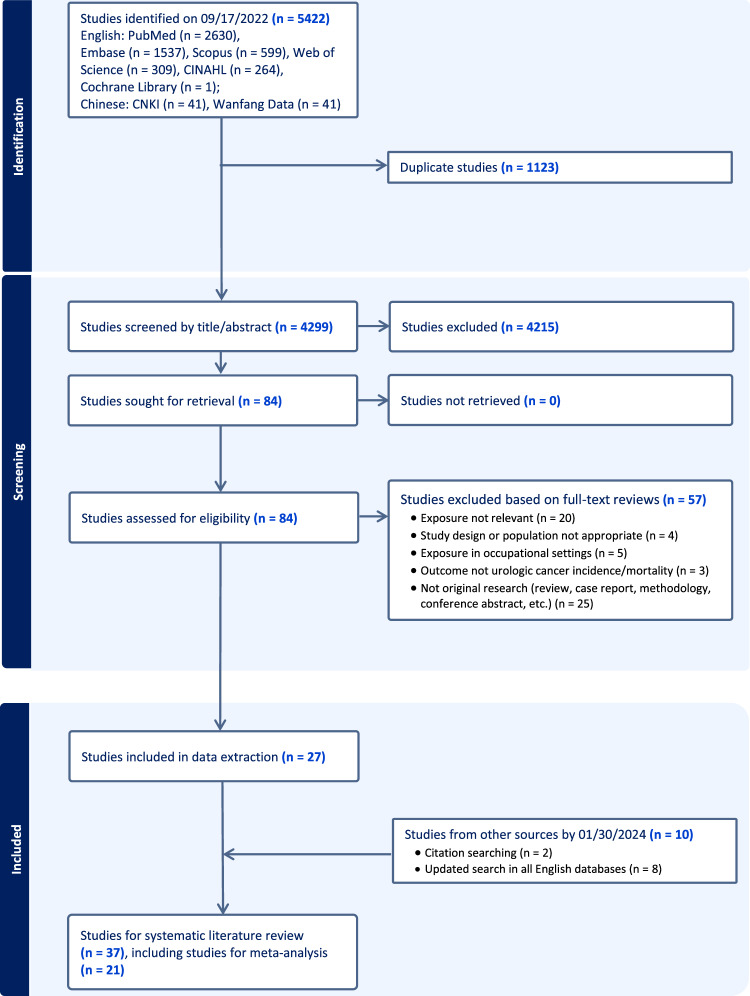 Identification
Studies identified on 09/17/2022 (n = 5422)
English: PubMed (n = 2630),
Embase (n = 1537), Scopus (n = 599), Web of
Science (n = 309), CINAHL (n = 264),
Cochrane Library (n = 1);
Chinese: CNKI (n = 41), Wanfang Data (n = 41)
Duplicate studies (n = 1123)
Screening
Studies screened by title/abstract (n = 4299)
Studies excluded (n = 4215)
Studies sought for retrieval (n = 84)
Studies not retrieved (n = 0)
Studies assessed for eligibility (n = 84)
Studies excluded based on full-text reviews (n = 57)
• Exposure not relevant (n = 20)
• Study design or population not appropriate (n = 4)
• Exposure in occupational settings (n = 5)
• Outcome not urologic cancer incidence/mortality (n = 3)
• Not original research (review, case report, methodology,
conference abstract, etc.) (n = 25)
Included
Studies included in data extraction (n = 27)
Studies from other sources by 01/30/2024 (n = 10)
• Citation searching (n = 2)
• Updated search in all English databases (n = 8)
Studies for systematic literature review
(n = 37), including studies for meta-analysis
(n = 21)